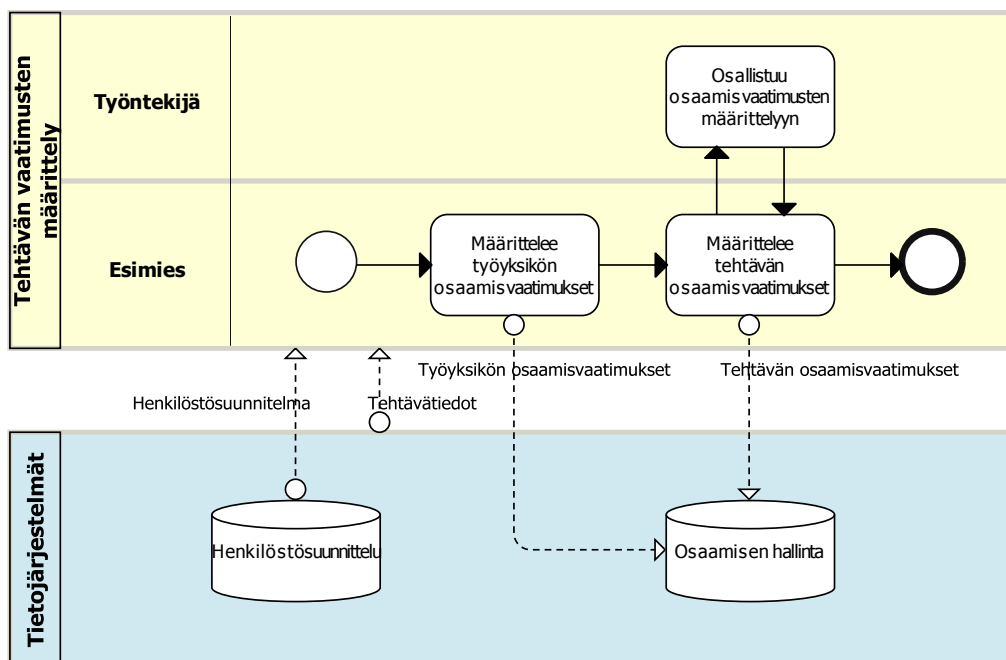 Tehtävän vaatimusten
määrittely
Työntekijä
Osallistuu
osaamisvaatimusten
määrittelyyn
Esimies
Määrittelee
työyksikön
osaamisvaatimukset
Määrittelee
tehtävän
osaamisvaatimukset
Työyksikön osaamisvaatimukset
Tehtävän osaamisvaatimukset
Henkilöstösuunnitelma
Tehtävätiedot
Tietojärjestelmät
Henkilöstösuunnittelu
Osaamisen hallinta